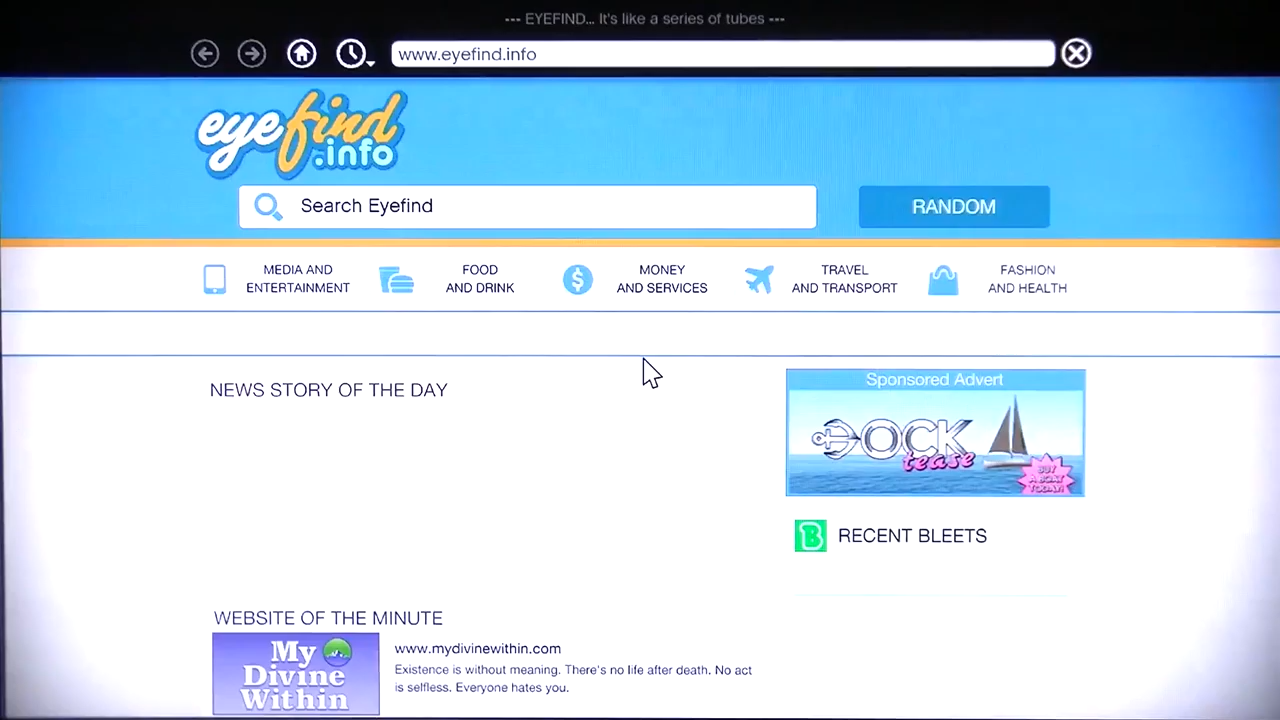 --- EYEFIND... It's like a series of tubes ---
www.eyefind.info
eyefind
.info
Search Eyefind
RANDOM
MEDIA AND
ENTERTAINMENT
FOOD
AND DRINK
MONEY
AND SERVICES
TRAVEL
AND TRANSPORT
FASHION
AND HEALTH
NEWS STORY OF THE DAY
Sponsored Advert
DOCK
tease
BUY
A BOAT
TODAY!
B
RECENT BLEETS
WEBSITE OF THE MINUTE
My
Divine
Within
www.mydivinewithin.com
Existence is without meaning. There's no life after death. No act
is selfless. Everyone hates you.